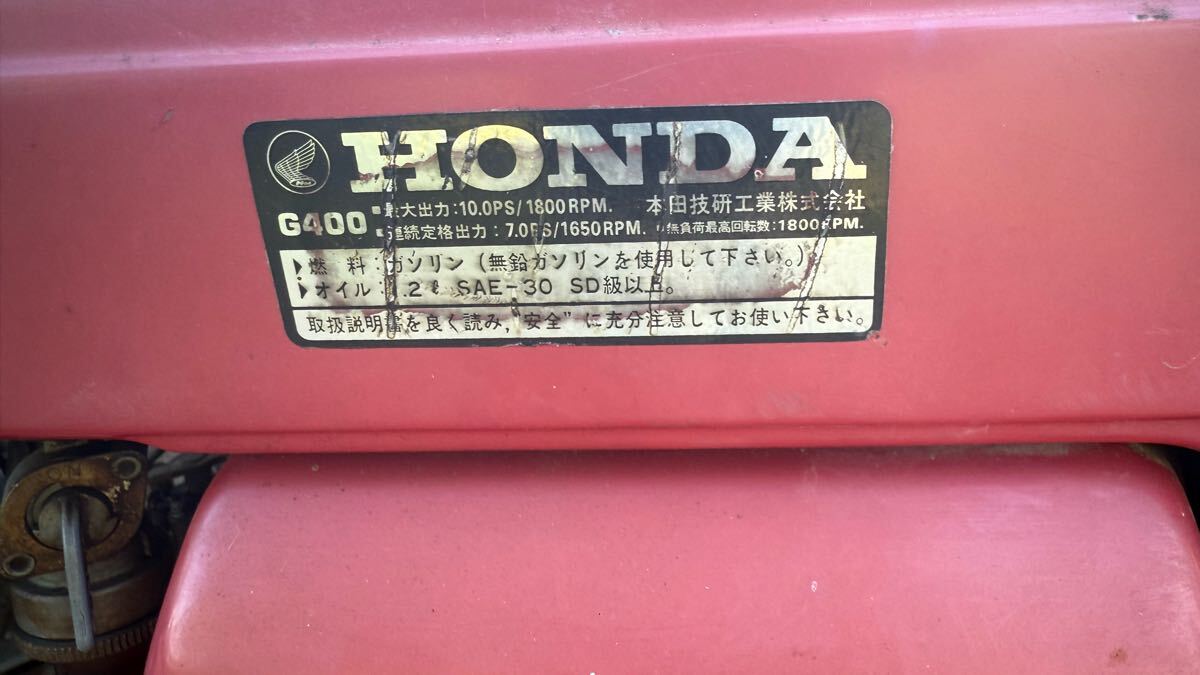 HONDA
G400
最大出力:10.0PS/1800RPM. 本田技研工業株式会社
連続定格出力:7.0PS/1650RPM. 無負荷最高回転数:1800RPM.
燃 料:ガソリン(無鉛ガソリンを使用して下さい。)
オイル:1.2ℓ SAE-30 SD級以上。
取扱説明書を良く読み,"安全"に充分注意してお使い下さい。
ON